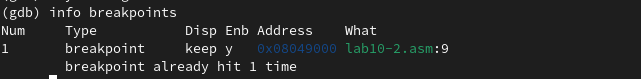 (gdb) info breakpoints
Num     Type           Disp Enb Address    What
1       breakpoint     keep y   0x08049000 lab10-2.asm:9
        breakpoint already hit 1 time